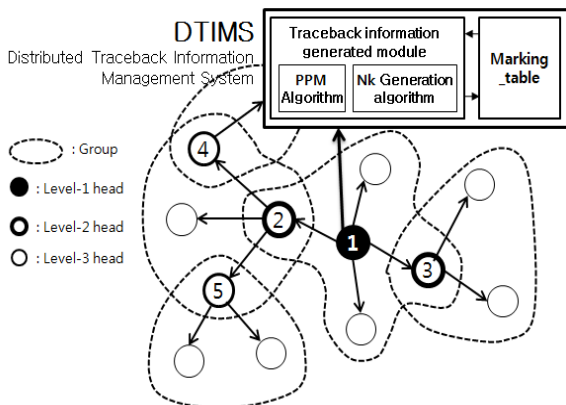 DTIMS
Distributed Traceback Information
Management System
Traceback information
generated module
PPM
Algorithm
Nk Generation
algorithm
Marking
_table
4
2
1
3
5
: Group
: Level-1 head
: Level-2 head
: Level-3 head